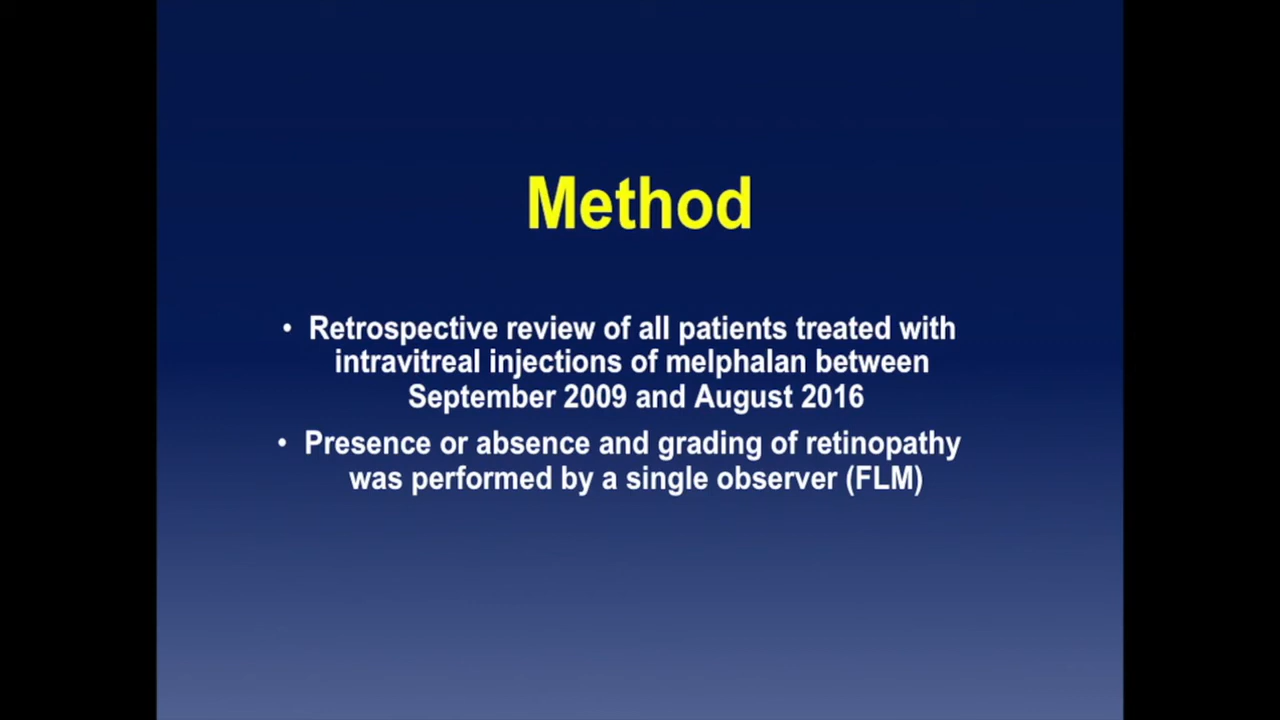 Method
• Retrospective review of all patients treated with
intravitreal injections of melphalan between
September 2009 and August 2016
• Presence or absence and grading of retinopathy
was performed by a single observer (FLM)